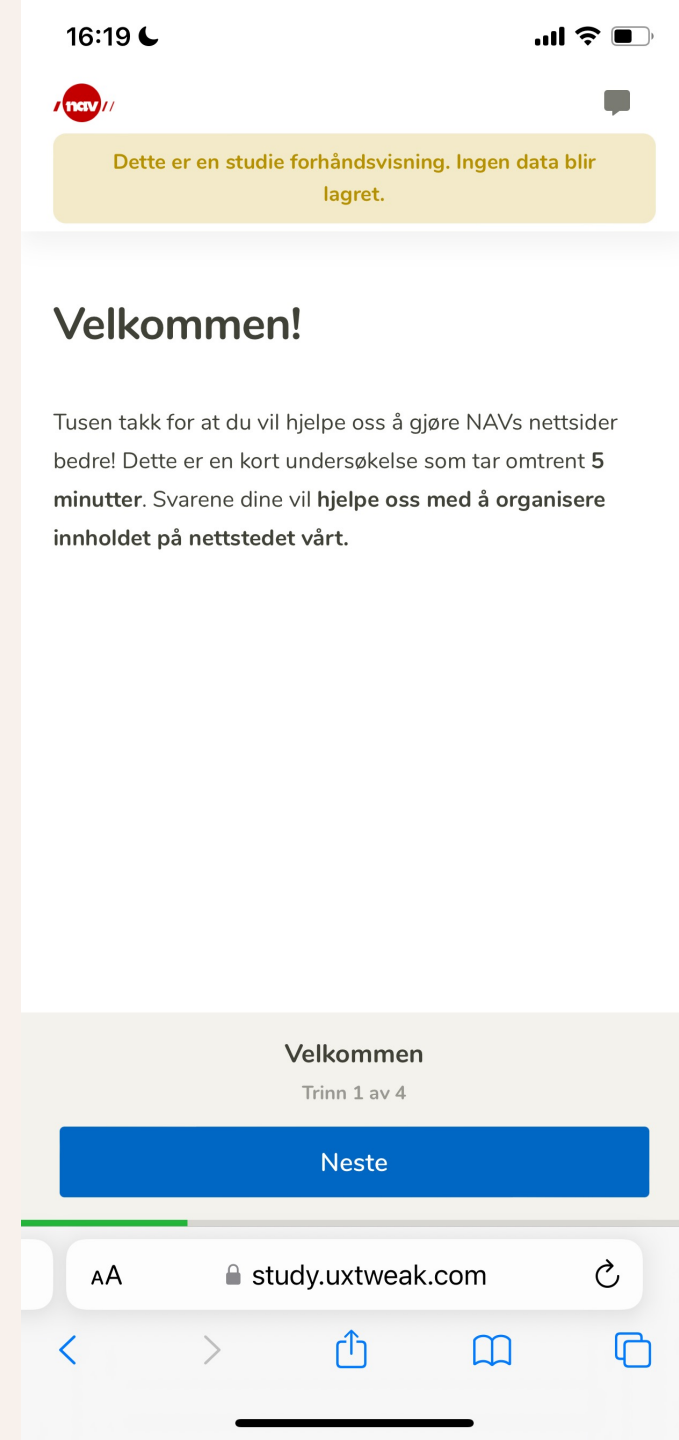 16:19
nav
Dette er en studie forhåndsvisning. Ingen data blir
lagret.
Velkommen!
Tusen takk for at du vil hjelpe oss å gjøre NAVs nettsider
bedre! Dette er en kort undersøkelse som tar omtrent 5
minutter. Svarene dine vil hjelpe oss med å organisere
innholdet på nettstedet vårt.
Velkommen
Trinn 1 av 4
Neste
AA study.uxtweak.com